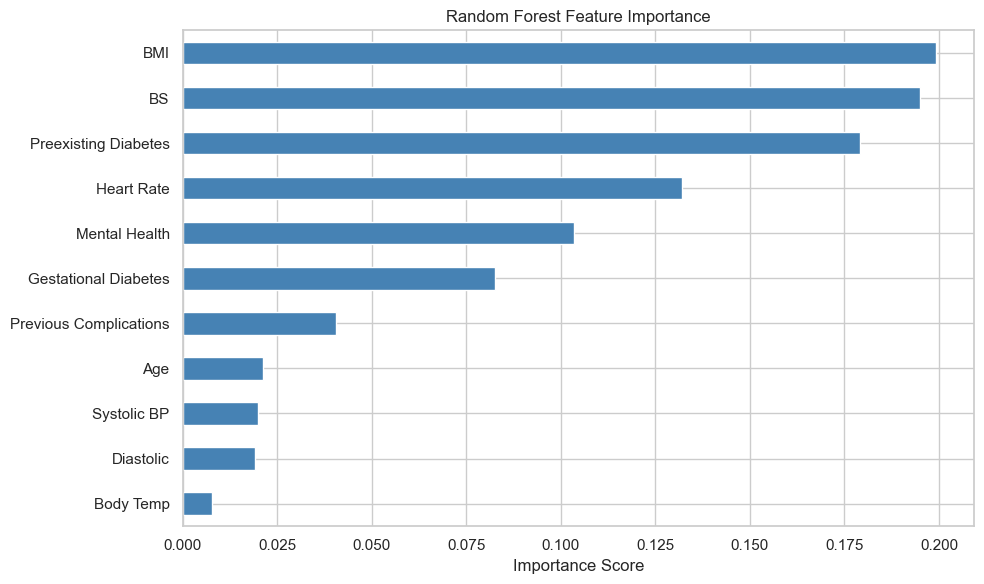 Random Forest Feature Importance
BMI
BS
Preexisting Diabetes
Heart Rate
Mental Health
Gestational Diabetes
Previous Complications
Age
Systolic BP
Diastolic
Body Temp
0.000 0.025 0.050 0.075 0.100 0.125 0.150 0.175 0.200
Importance Score